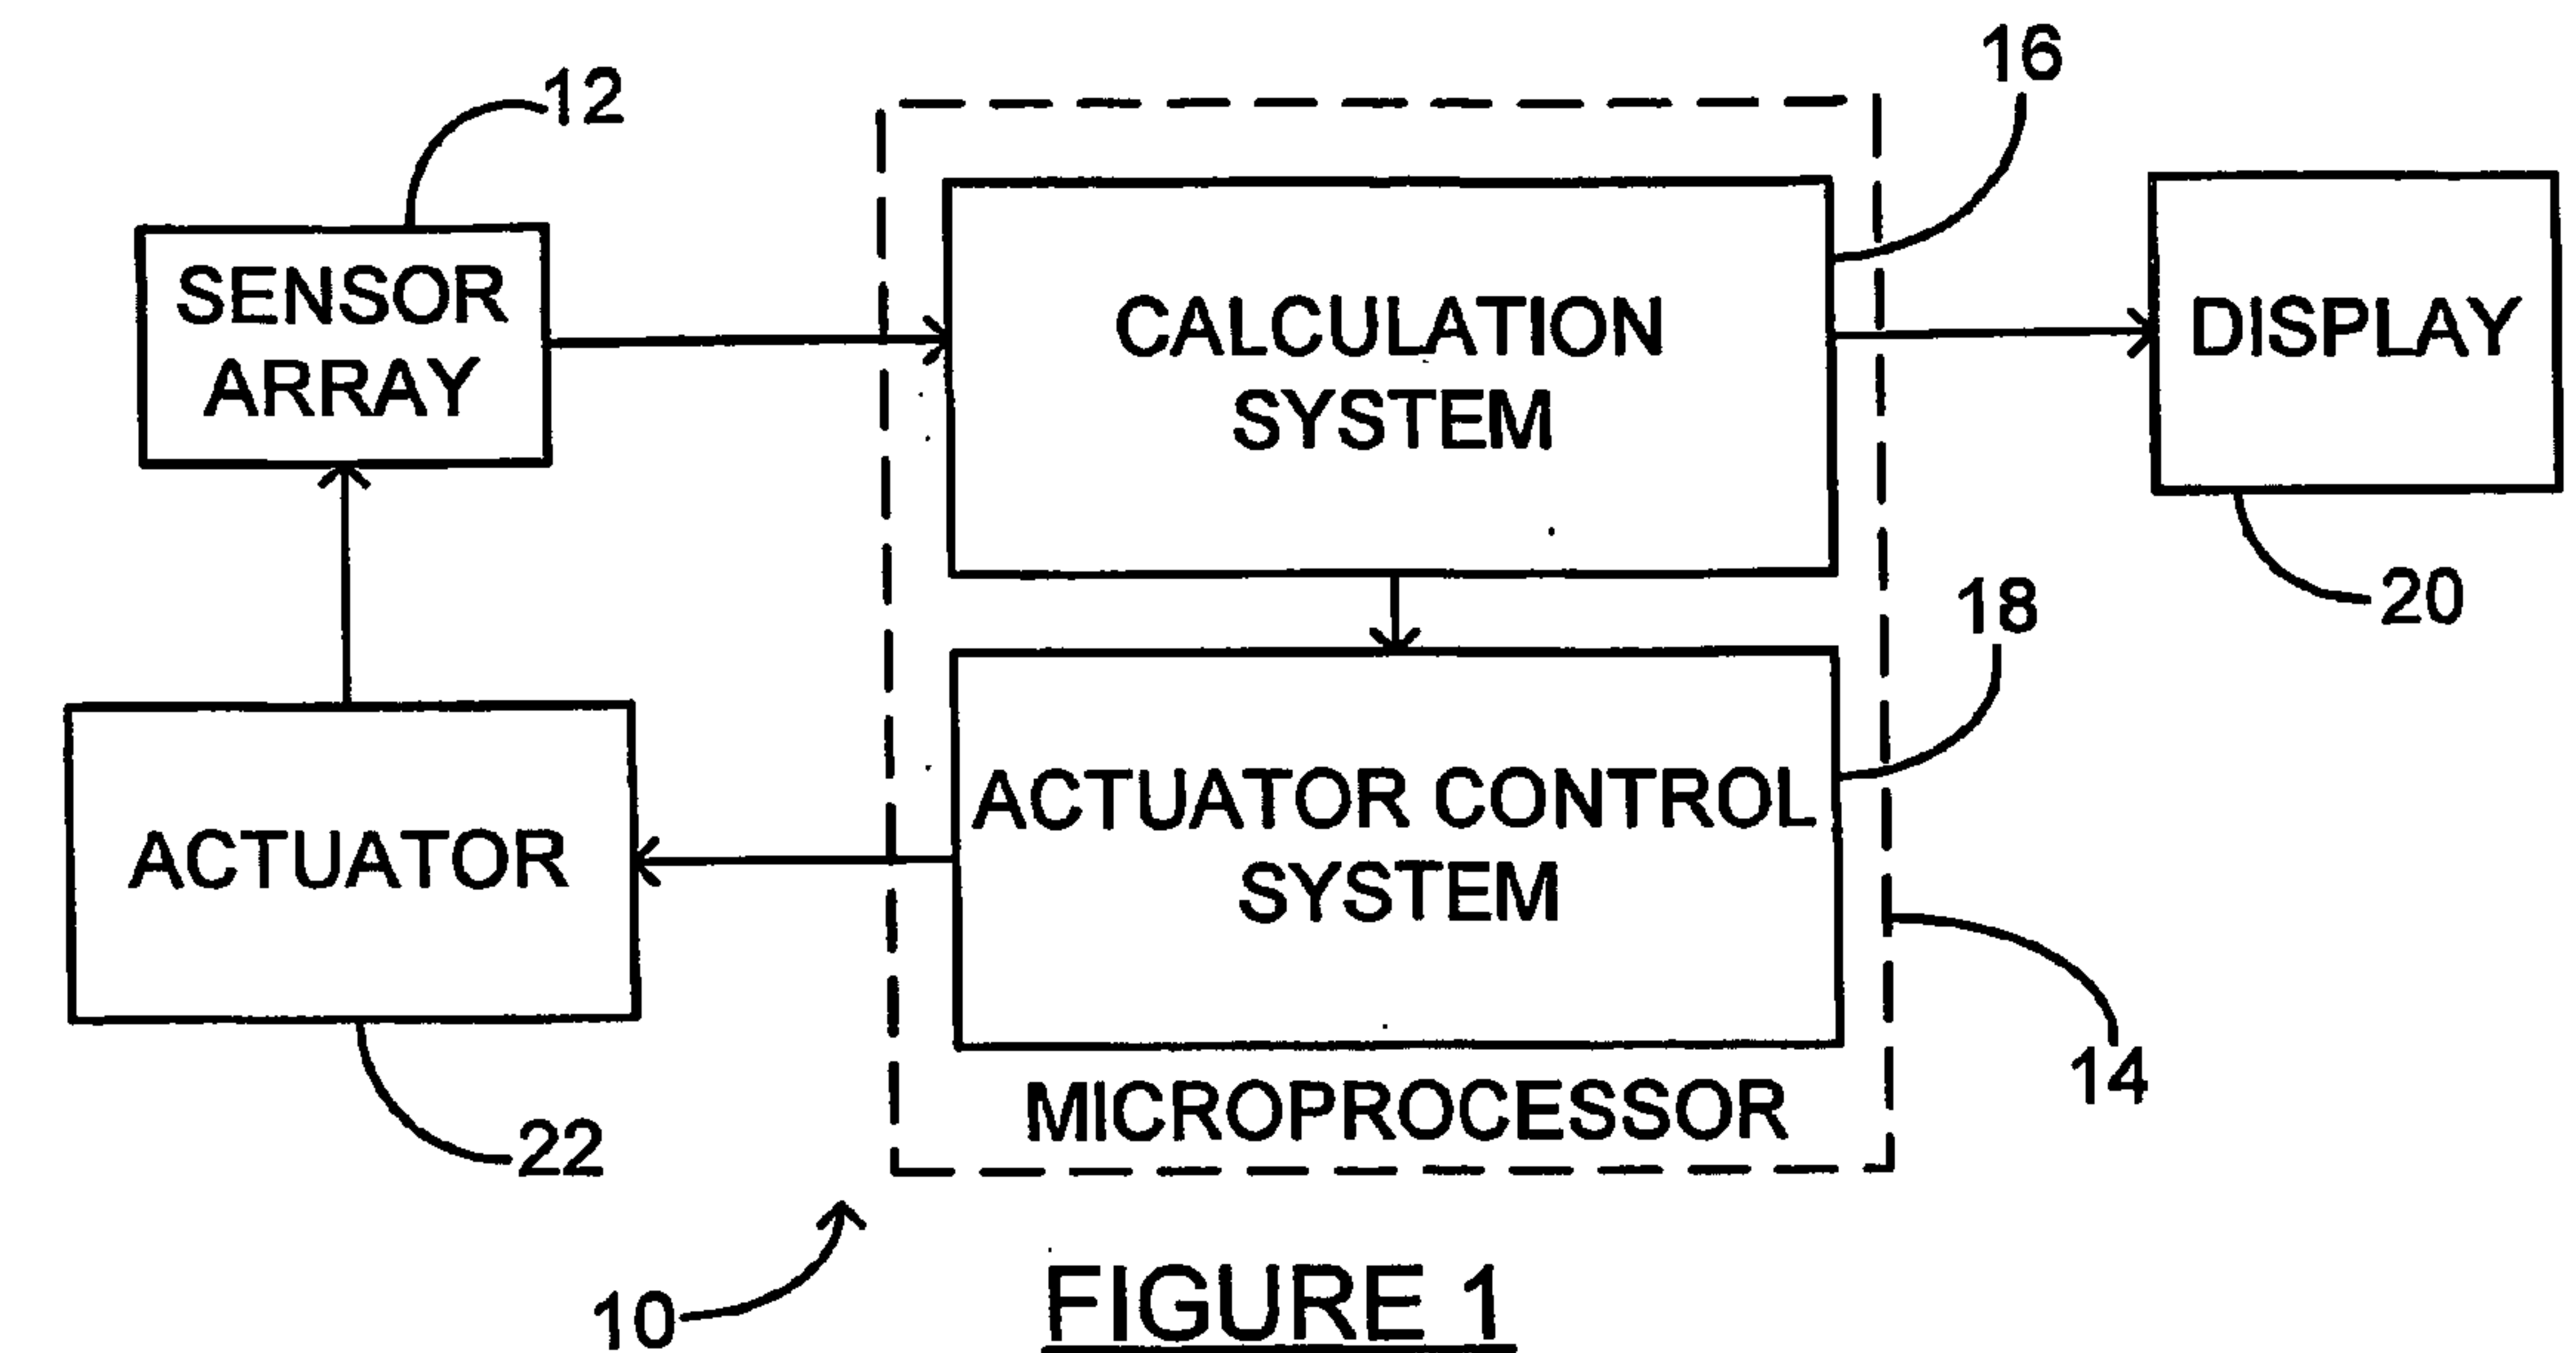 16
12
SENSOR
ARRAY
CALCULATION
SYSTEM
DISPLAY
20
18
ACTUATOR
ACTUATOR CONTROL
SYSTEM
14
MICROPROCESSOR
22
10
FIGURE 1